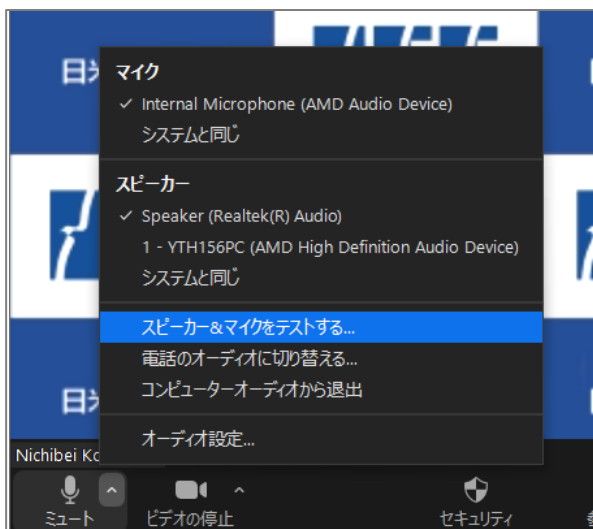 日米
マイク
Internal Microphone (AMD Audio Device)
システムと同じ
スピーカー
Speaker (Realtek(R) Audio)
1 - YTH156PC (AMD High Definition Audio Device)
システムと同じ
スピーカー&マイクをテストする...
電話のオーディオに切り替える...
コンピューターオーディオから退出
オーディオ設定...
Nichibei
ミュート
ビデオの停止
セキュリティ